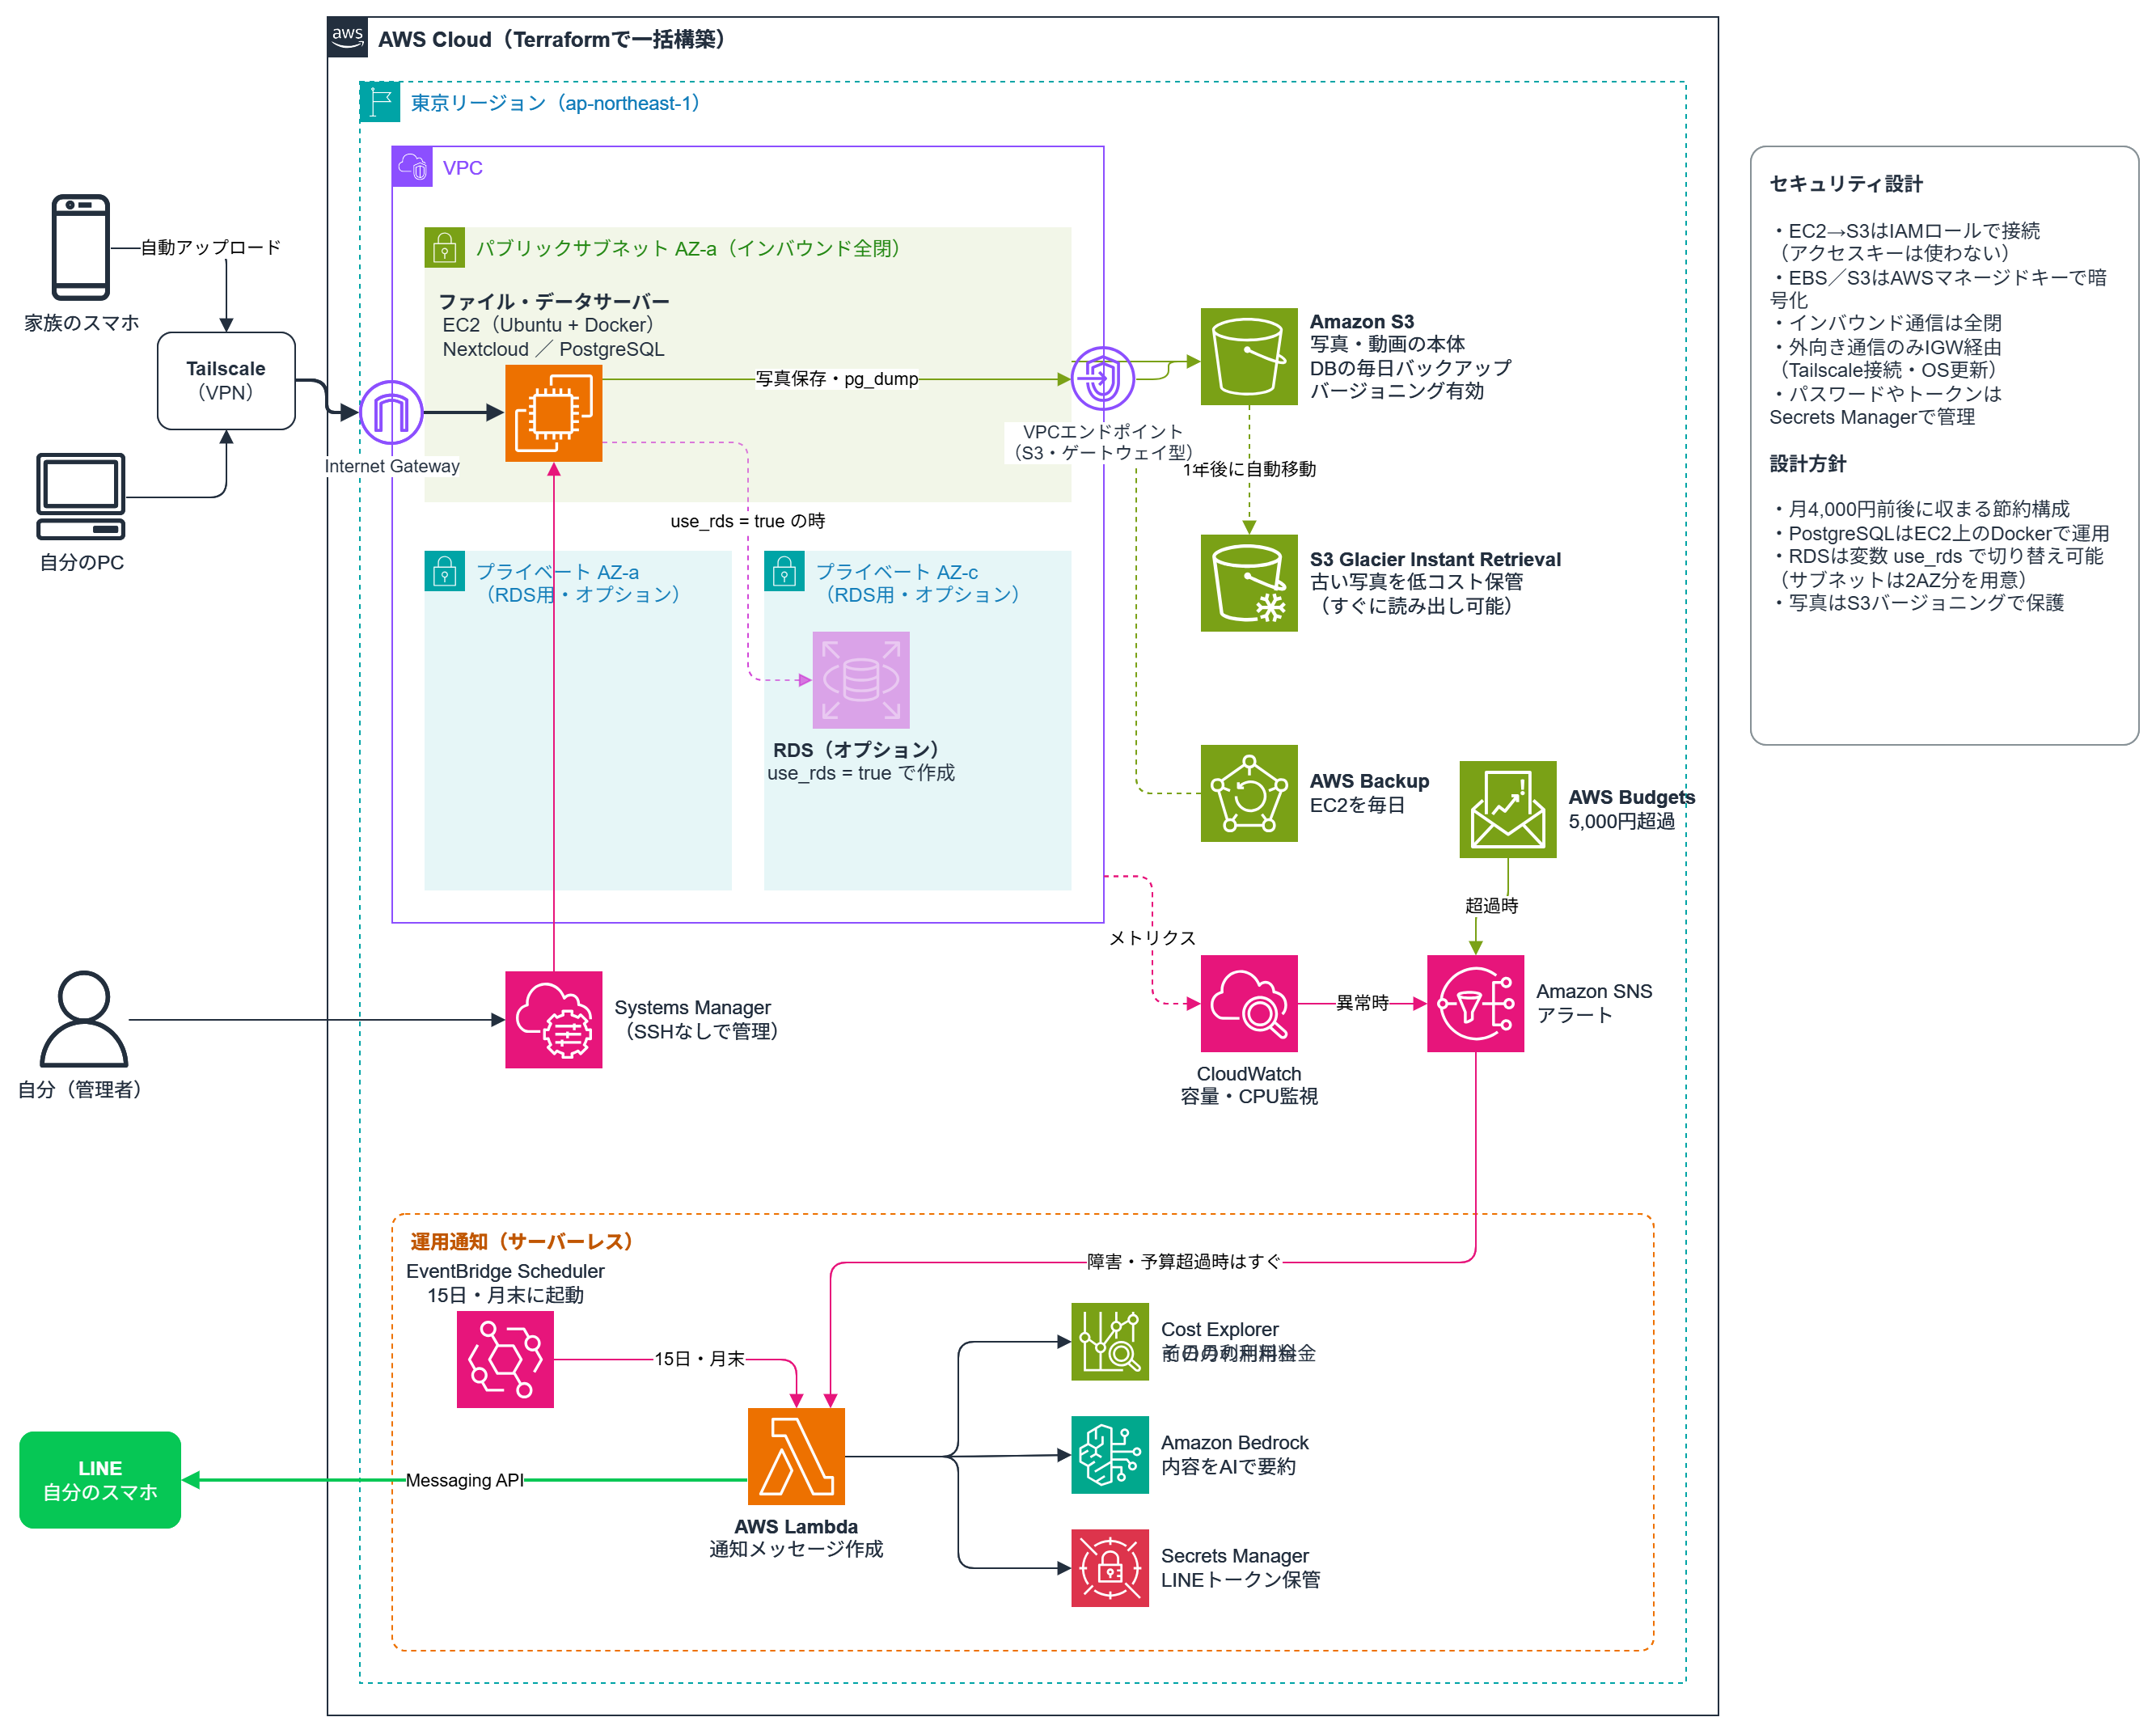 aws
AWS Cloud（Terraformで一括構築）
東京リージョン（ap-northeast-1）
VPC
パブリックサブネット AZ-a（インバウンド全閉）
ファイル・データサーバー
EC2（Ubuntu + Docker）
Nextcloud ／ PostgreSQL
自動アップロード
家族のスマホ
Tailscale
（VPN）
自分のPC
Internet Gateway
写真保存・pg_dump
VPCエンドポイント
（S3・ゲートウェイ型）
Amazon S3
写真・動画の本体
DBの毎日バックアップ
バージョニング有効
1年後に自動移動
S3 Glacier Instant Retrieval
古い写真を低コスト保管
（すぐに読み出し可能）
use_rds = true の時
プライベート AZ-a
（RDS用・オプション）
プライベート AZ-c
（RDS用・オプション）
RDS（オプション）
use_rds = true で作成
AWS Backup
EC2を毎日
AWS Budgets
5,000円超過
超過時
メトリクス
自分（管理者）
Systems Manager
（SSHなしで管理）
CloudWatch
容量・CPU監視
異常時
Amazon SNS
アラート
運用通知（サーバーレス）
EventBridge Scheduler
15日・月末に起動
15日・月末
障害・予算超過時はすぐ
AWS Lambda
通知メッセージ作成
Messaging API
LINE
自分のスマホ
Cost Explorer
Amazon Bedrock
内容をAIで要約
Secrets Manager
LINEトークン保管
セキュリティ設計
・EC2→S3はIAMロールで接続
（アクセスキーは使わない）
・EBS／S3はAWSマネージドキーで暗
号化
・インバウンド通信は全閉
・外向き通信のみIGW経由
（Tailscale接続・OS更新）
・パスワードやトークンは
Secrets Managerで管理
設計方針
・月4,000円前後に収まる節約構成
・PostgreSQLはEC2上のDockerで運用
・RDSは変数 use_rds で切り替え可能
（サブネットは2AZ分を用意）
・写真はS3バージョニングで保護